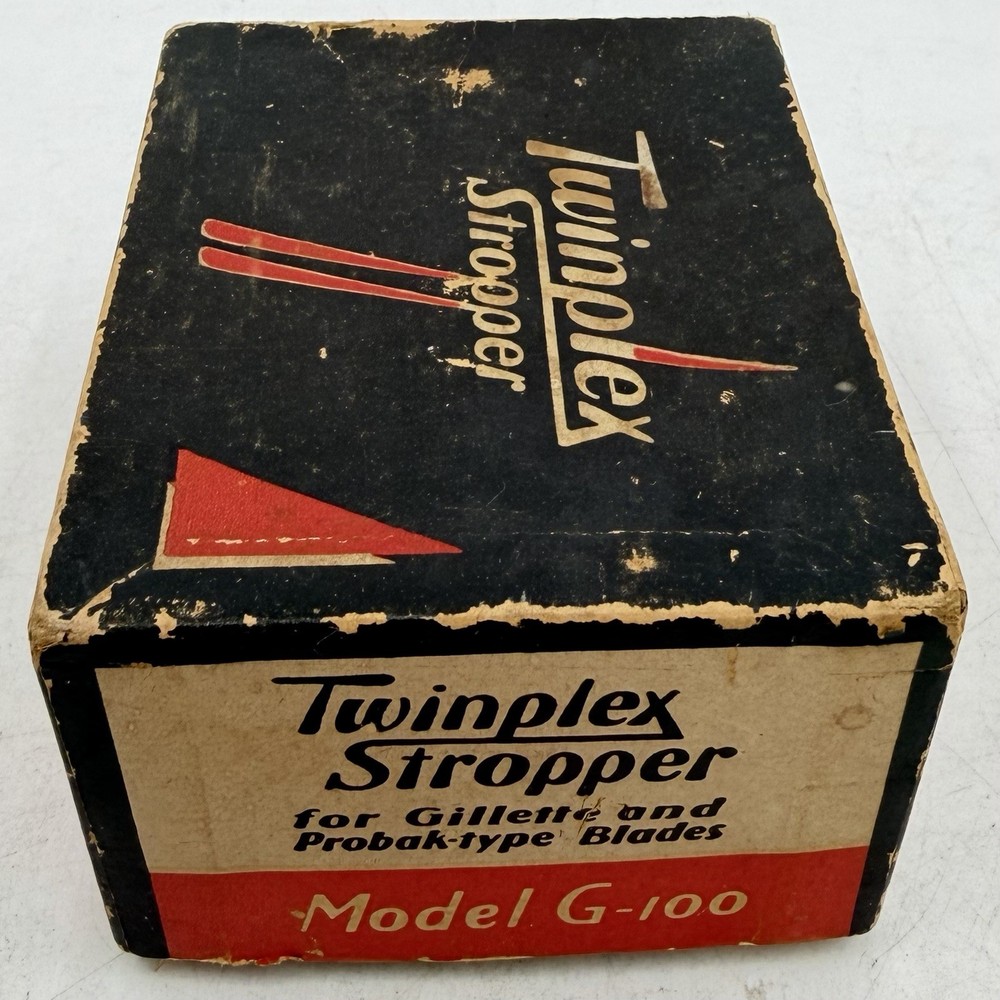 Twinplex
Stropper
Twinplex
Stropper
for Gillette and
Probak-type Blades
Model G-100